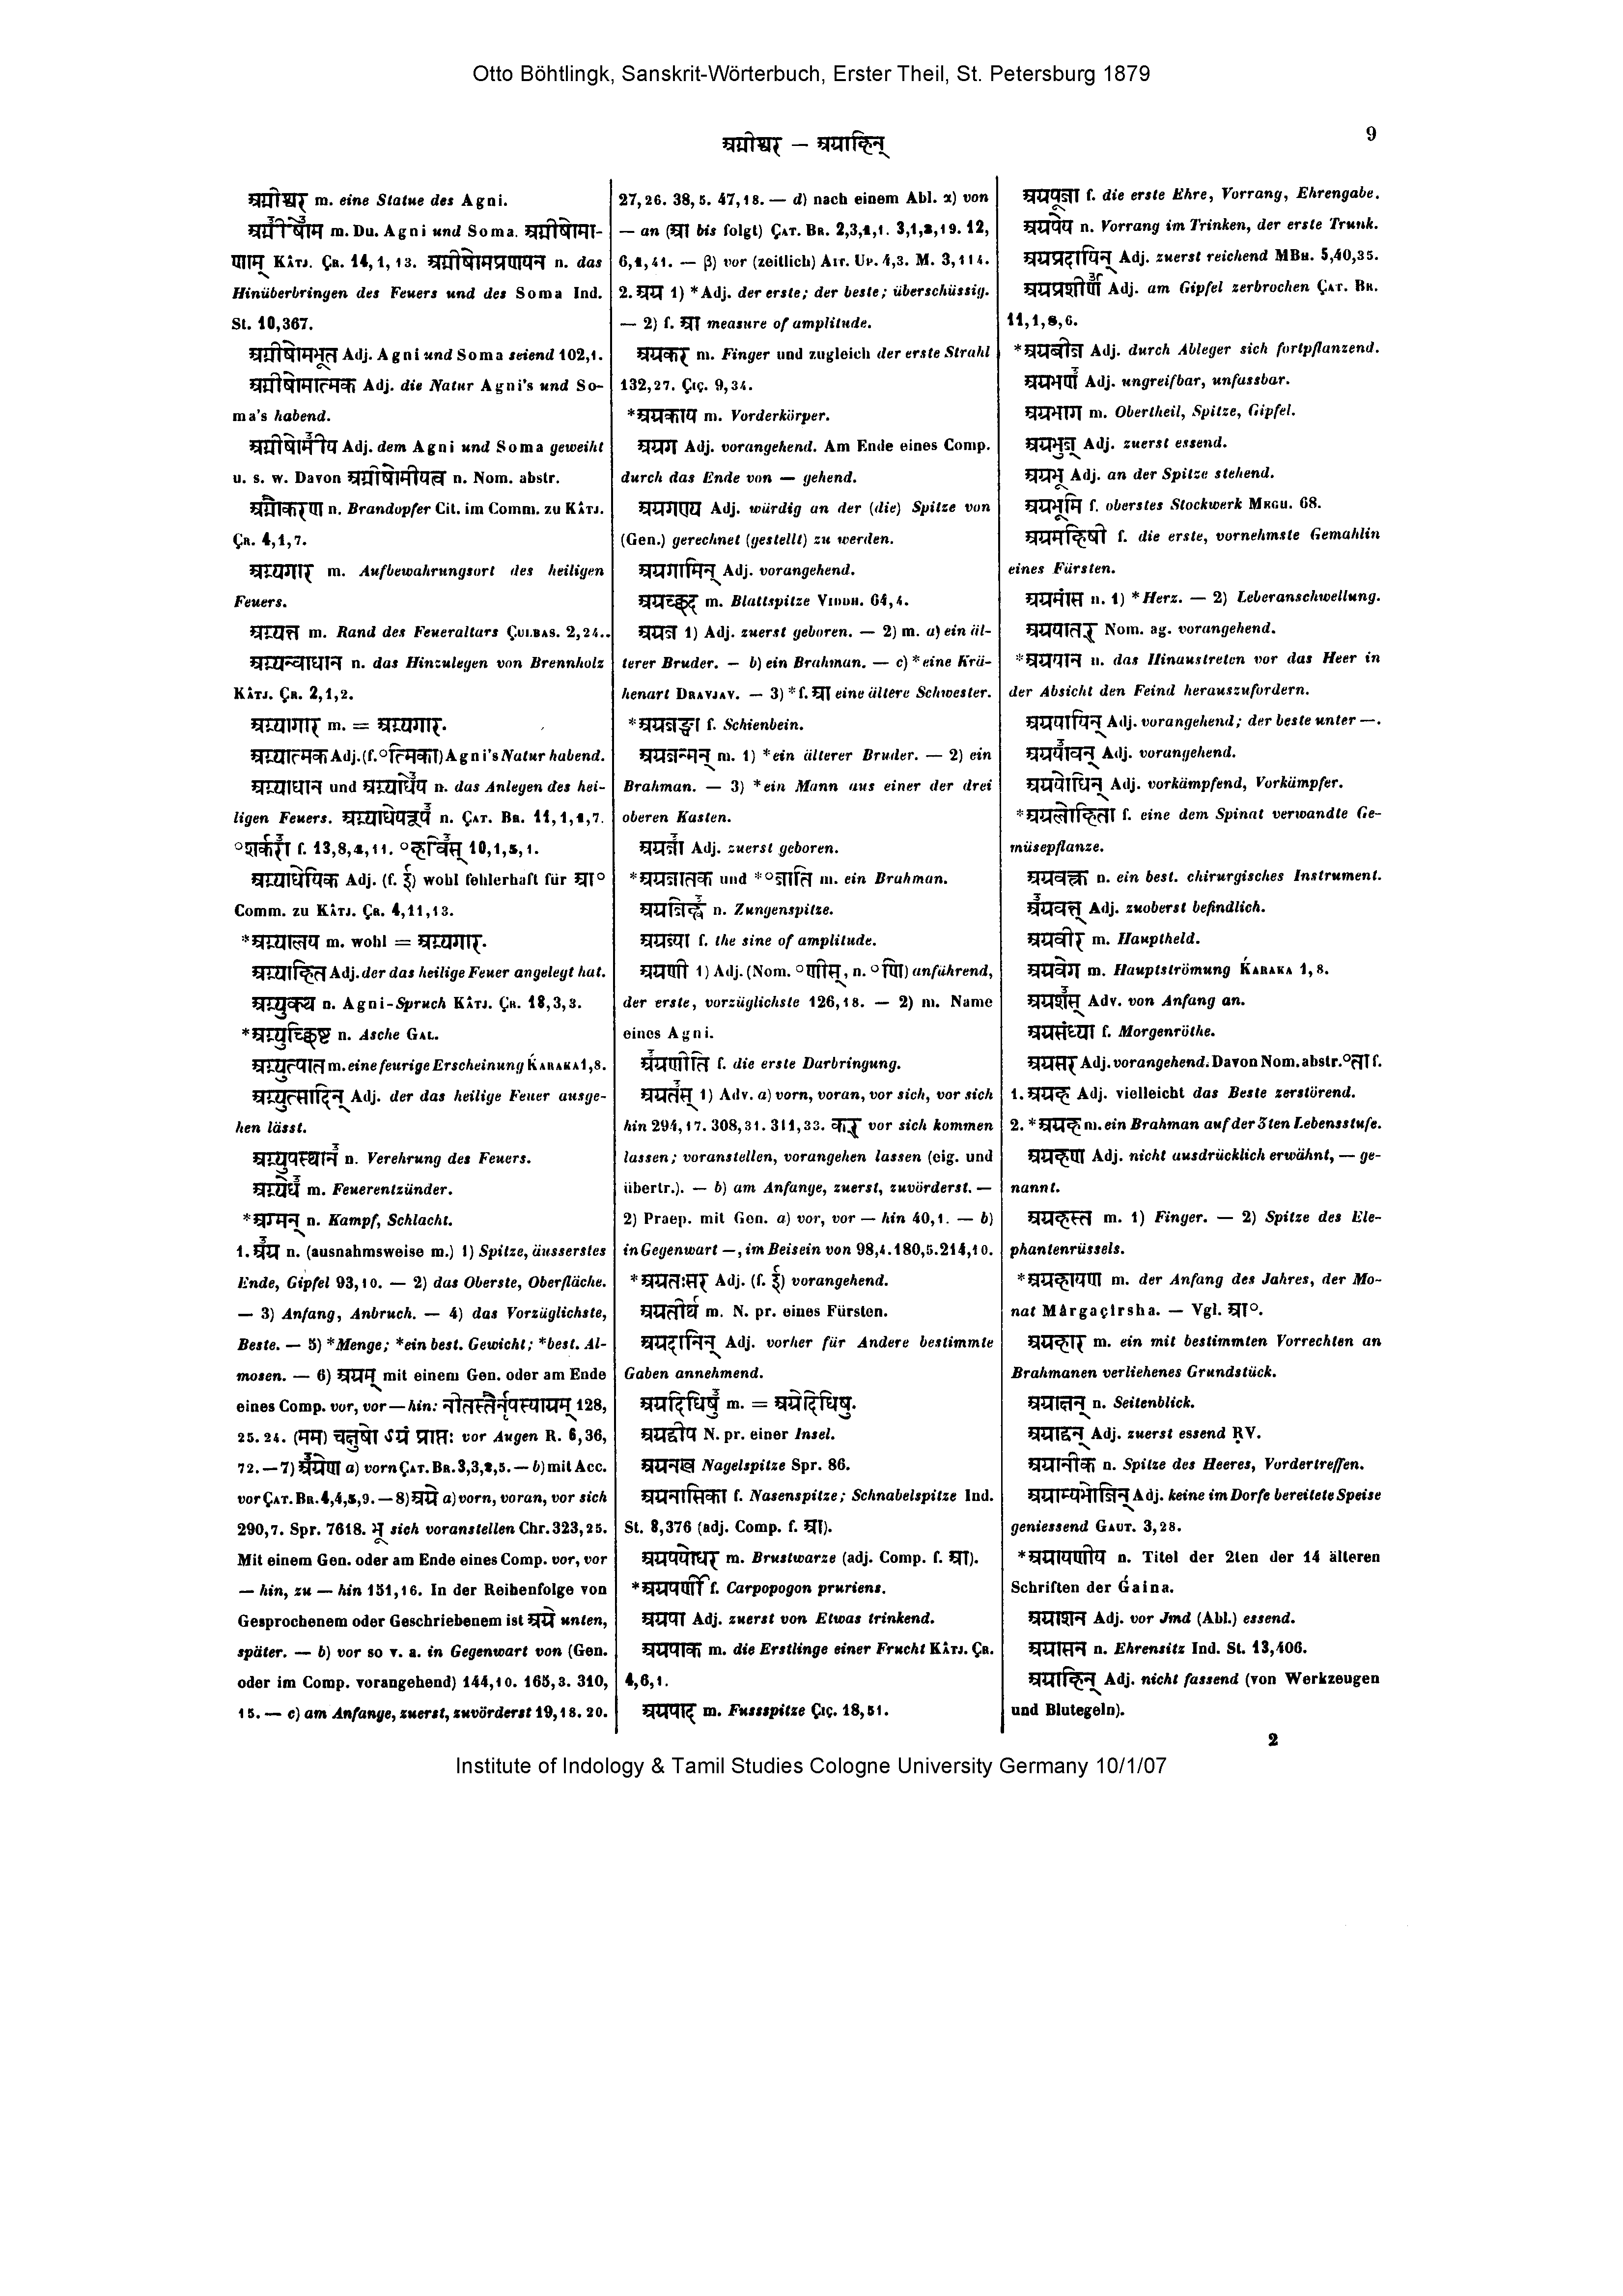 Otto Böhtlingk, Sanskrit-Wörterbuch, Erster Theil, St. Petersburg 1879
अग्नीश्वर — अग्राहिन्
9
अग्नीश्वर m. eine Statue des Agni.
अग्नीषोम m. Du. Agni und Soma. अग्नीषोमा-
णाम् Kâtj. Çr. 14,1,13. अग्नीषोमप्रणयन n. das
Hinüberbringen des Feuers und des Soma Ind.
St. 10,367.
अग्नीषोमभूत Adj. Agni und Soma seiend 102,1.
अग्नीषोमात्मक Adj. die Natur Agni's und So-
ma's habend.
अग्नीषोमीय Adj. dem Agni und Soma geweiht
u. s. w. Davon अग्नीषोमीयत्व n. Nom. abstr.
अग्नौकरण n. Brandopfer Cit. im Comm. zu Kâtj.
Çr. 4,1,7.
अग्न्यगार m. Aufbewahrungsort des heiligen
Feuers.
अग्न्यन्त m. Rand des Feueraltars Çulbas. 2,24..
अग्न्यन्वाधान n. das Hinzulegen von Brennholz
Kâtj. Çr. 2,1,2.
अग्न्यागार m. = अग्न्यगार.
अग्न्यात्मक Adj. (f. ॰त्मिका) Agni's Natur habend.
अग्न्याधान und अग्न्याधेय n. das Anlegen des hei-
ligen Feuers. अग्न्याधेयरूप n. Çat. Br. 11,1,1,7.
॰शर्करा f. 13,8,4,11. ॰हविस् 10,1,5,1.
अग्न्याधेयिक Adj. (f. ई) wohl fehlerhaft für आ॰
Comm. zu Kâtj. Çr. 4,11,13.
*अग्न्यालय m. wohl = अग्न्यगार.
अग्न्याहित Adj. der das heilige Feuer angelegt hat.
अग्न्युक्थ n. Agni-Spruch Kâtj. Çr. 18,3,3.
*अग्न्युच्छिष्ट n. Asche Gal.
अग्न्युत्पात m. eine feurige Erscheinung Ḱaraka 1,8.
अग्न्युत्सादिन् Adj. der das heilige Feuer ausge-
hen lässt.
अग्न्युपस्थान n. Verehrung des Feuers.
अग्न्येध m. Feuerentzünder.
*अग्मन् n. Kampf, Schlacht.
1. अग्र n. (ausnahmsweise m.) 1) Spitze, äusserstes
Ende, Gipfel 93,10. — 2) das Oberste, Oberfläche.
— 3) Anfang, Anbruch. — 4) das Vorzüglichste,
Beste. — 5) *Menge; *ein best. Gewicht; *best. Al-
mosen. — 6) अग्रम् mit einem Gen. oder am Ende
eines Comp. vor, vor — hin: नीतस्तैर्नृपस्याग्रम् 128,
25. 24. (मम) चक्षुषो ऽग्रं प्राप्तः vor Augen R. 6,36,
72. — 7) अग्रेण a) vorn Çat. Br. 3,3,2,5. — b) mit Acc.
vor Çat. Br. 4,4,5,9. — 8) अग्रे a) vorn, voran, vor sich
290,7. Spr. 7618. भू sich voranstellen Chr. 323,25.
Mit einem Gen. oder am Ende eines Comp. vor, vor
— hin, zu — hin 151,16. In der Reihenfolge von
Gesprochenem oder Geschriebenem ist अग्रे unten,
später. — b) vor so v. a. in Gegenwart von (Gen.
oder im Comp. vorangehend) 144,10. 165,3. 310,
15. — c) am Anfange, zuerst, zuvörderst 19,18. 20.
27,26. 38,5. 47,18. — d) nach einem Abl. α) von
— an (आ bis folgt) Çat. Br. 2,3,1,1. 3,1,2,19. 12,
6,1,41. — β) vor (zeitlich) Ait. Up. 4,3. M. 3,114.
2. अग्र 1) *Adj. der erste; der beste; überschüssig.
— 2) f. आ measure of amplitude.
अग्रकर m. Finger und zugleich der erste Strahl
132,27. Çiç. 9,34.
*अग्रकाय m. Vorderkörper.
अग्रग Adj. vorangehend. Am Ende eines Comp.
durch das Ende von — gehend.
अग्रगण्य Adj. würdig an der (die) Spitze von
(Gen.) gerechnet (gestellt) zu werden.
अग्रगामिन् Adj. vorangehend.
अग्रच्छद m. Blattspitze Viddh. 64,4.
अग्रज 1) Adj. zuerst geboren. — 2) m. a) ein äl-
terer Bruder. — b) ein Brahman. — c) *eine Krä-
henart Dravjav. — 3) *f. आ eine ältere Schwester.
*अग्रजङ्घा f. Schienbein.
अग्रजन्मन् m. 1) *ein älterer Bruder. — 2) ein
Brahman. — 3) *ein Mann aus einer der drei
oberen Kasten.
अग्रजा Adj. zuerst geboren.
*अग्रजातक und *॰जाति m. ein Brahman.
अग्रजिह्व n. Zungenspitze.
अग्रज्या f. the sine of amplitude.
अग्रणी 1) Adj. (Nom. ॰णीस्, n. ॰णि) anführend,
der erste, vorzüglichste 126,18. — 2) m. Name
eines Agni.
अग्रणीति f. die erste Darbringung.
अग्रतस् 1) Adv. a) vorn, voran, vor sich, vor sich
hin 294,17. 308,31. 311,33. कर् vor sich kommen
lassen; voranstellen, vorangehen lassen (eig. und
übertr.). — b) am Anfange, zuerst, zuvörderst. —
2) Praep. mit Gen. a) vor, vor — hin 40,1. — b)
in Gegenwart —, im Beisein von 98,4. 180,5. 214,10.
*अग्रतःसर Adj. (f. ई) vorangehend.
अग्रतीर्थ m. N. pr. eines Fürsten.
अग्रदानिन् Adj. vorher für Andere bestimmte
Gaben annehmend.
अग्रदिधिषु m. = अग्रेदिधिषु.
अग्रद्वीप N. pr. einer Insel.
अग्रनख Nagelspitze Spr. 86.
अग्रनासिका f. Nasenspitze; Schnabelspitze Ind.
St. 8,376 (adj. Comp. f. आ).
अग्रपयोधर m. Brustwarze (adj. Comp. f. आ).
*अग्रपर्णी f. Carpopogon pruriens.
अग्रपा Adj. zuerst von Etwas trinkend.
अग्रपाक m. die Erstlinge einer Frucht Kâtj. Çr.
4,6,1.
अग्रपाद m. Fussspitze Çiç. 18,51.
अग्रपूजा f. die erste Ehre, Vorrang, Ehrengabe.
अग्रपेय n. Vorrang im Trinken, der erste Trunk.
अग्रप्रदायिन् Adj. zuerst reichend MBh. 5,40,35.
अग्रप्रशीर्ण Adj. am Gipfel zerbrochen Çat. Br.
11,1,8,6.
*अग्रबीज Adj. durch Ableger sich fortpflanzend.
अग्रभण Adj. ungreifbar, unfassbar.
अग्रभाग m. Obertheil, Spitze, Gipfel.
अग्रभुज् Adj. zuerst essend.
अग्रभू Adj. an der Spitze stehend.
अग्रभूमि f. oberstes Stockwerk Megh. 68.
अग्रमहिषी f. die erste, vornehmste Gemahlin
eines Fürsten.
अग्रमांस n. 1) *Herz. — 2) Leberanschwellung.
अग्रयातर् Nom. ag. vorangehend.
*अग्रयान n. das Hinaustreten vor das Heer in
der Absicht den Feind herauszufordern.
अग्रयायिन् Adj. vorangehend; der beste unter —.
अग्रयावन् Adj. vorangehend.
अग्रयोधिन् Adj. vorkämpfend, Vorkämpfer.
*अग्रलोहिता f. eine dem Spinat verwandte Ge-
müsepflanze.
अग्रवक्त्र n. ein best. chirurgisches Instrument.
अग्रवत् Adj. zuoberst befindlich.
अग्रवीर m. Hauptheld.
अग्रवेग m. Hauptströmung Ḱaraka 1,8.
अग्रशस् Adv. von Anfang an.
अग्रसंध्या f. Morgenröthe.
अग्रसर Adj. vorangehend. Davon Nom. abstr. ॰ता f.
1. अग्रह Adj. vielleicht das Beste zerstörend.
2. *अग्रह m. ein Brahman auf der 3ten Lebensstufe.
अग्रहण Adj. nicht ausdrücklich erwähnt, — ge-
nannt.
अग्रहस्त m. 1) Finger. — 2) Spitze des Ele-
phantenrüssels.
*अग्रहायण m. der Anfang des Jahres, der Mo-
nat Mârgaçîrsha. — Vgl. आ॰.
अग्रहार m. ein mit bestimmten Vorrechten an
Brahmanen verliehenes Grundstück.
अग्राक्षन् n. Seitenblick.
अग्राद्वन् Adj. zuerst essend ṚV.
अग्रानीक n. Spitze des Heeres, Vordertreffen.
अग्राम्यभोजिन् Adj. keine im Dorfe bereitete Speise
geniessend Gaut. 3,28.
*अग्रायणीय n. Titel der 2ten der 14 älteren
Schriften der Ǵaina.
अग्राशन Adj. vor Jmd (Abl.) essend.
अग्रासन n. Ehrensitz Ind. St. 13,406.
अग्राहिन् Adj. nicht fassend (von Werkzeugen
und Blutegeln).
2
Institute of Indology & Tamil Studies Cologne University Germany 10/1/07